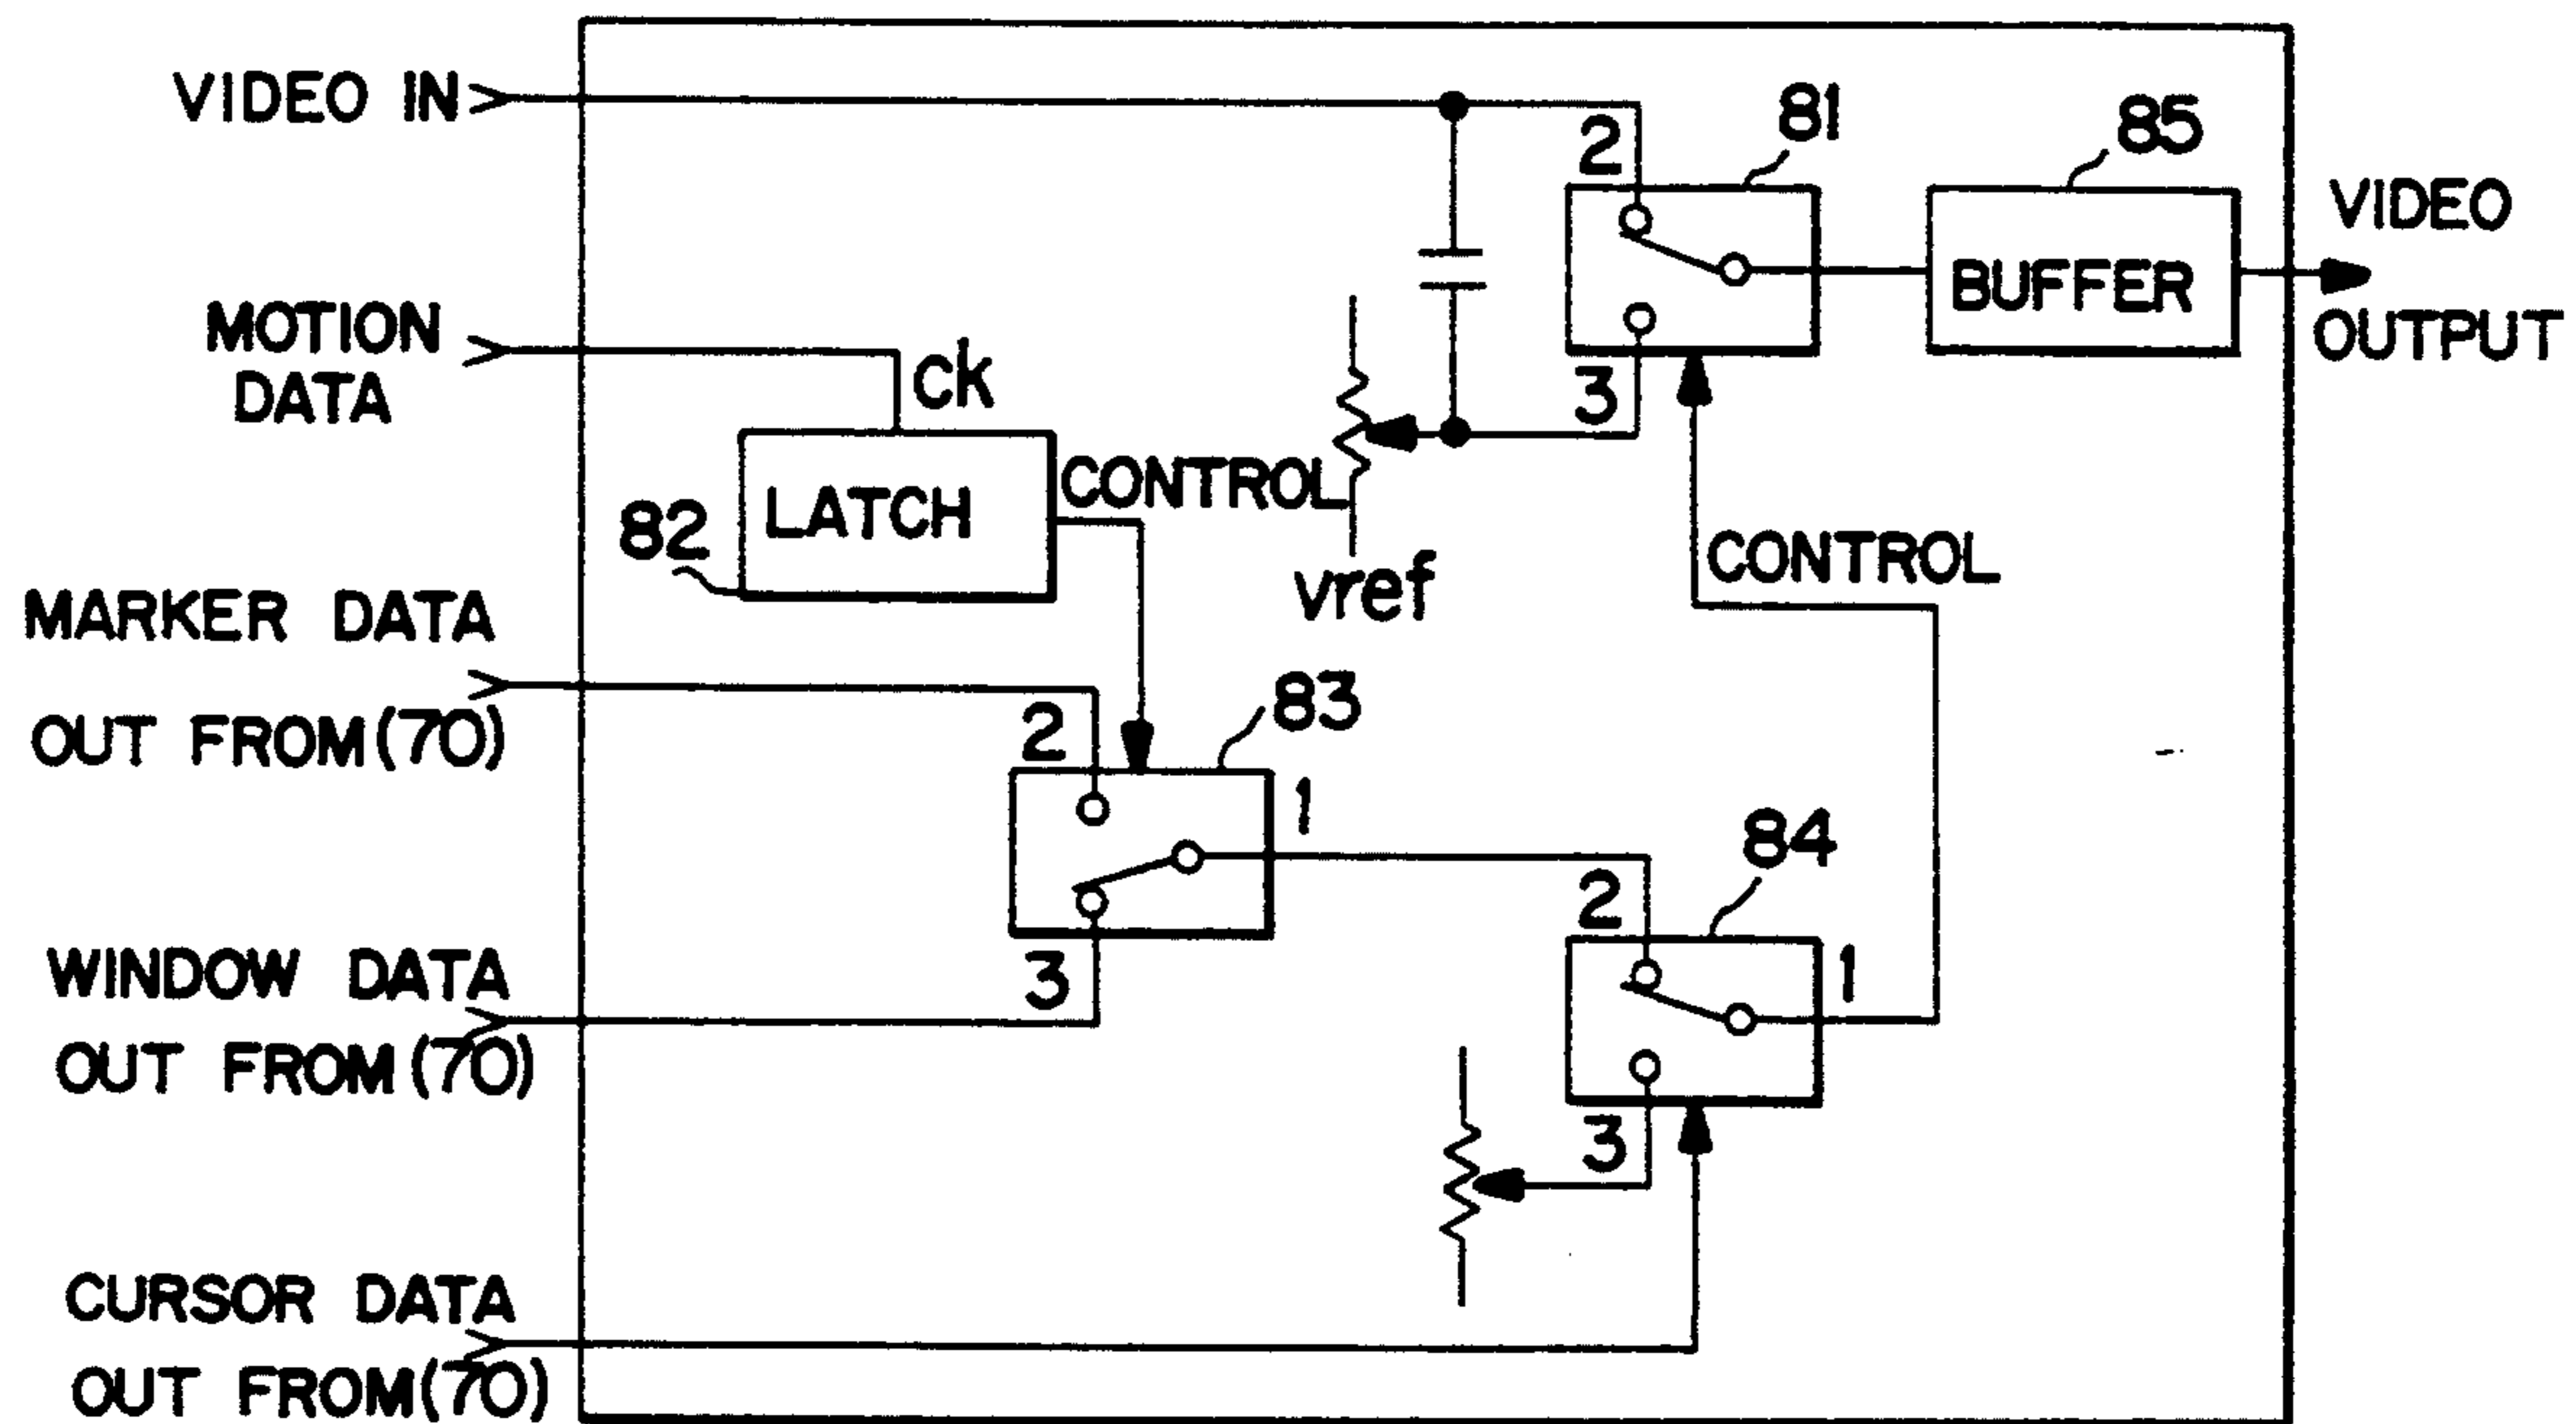 VIDEO IN
2
81
85
VIDEO
OUTPUT
BUFFER
3
MOTION
DATA
ck
LATCH
82
CONTROL
vref
CONTROL
MARKER DATA
OUT FROM (70)
2
83
1
3
WINDOW DATA
OUT FROM (70)
84
2
1
3
CURSOR DATA
OUT FROM (70)